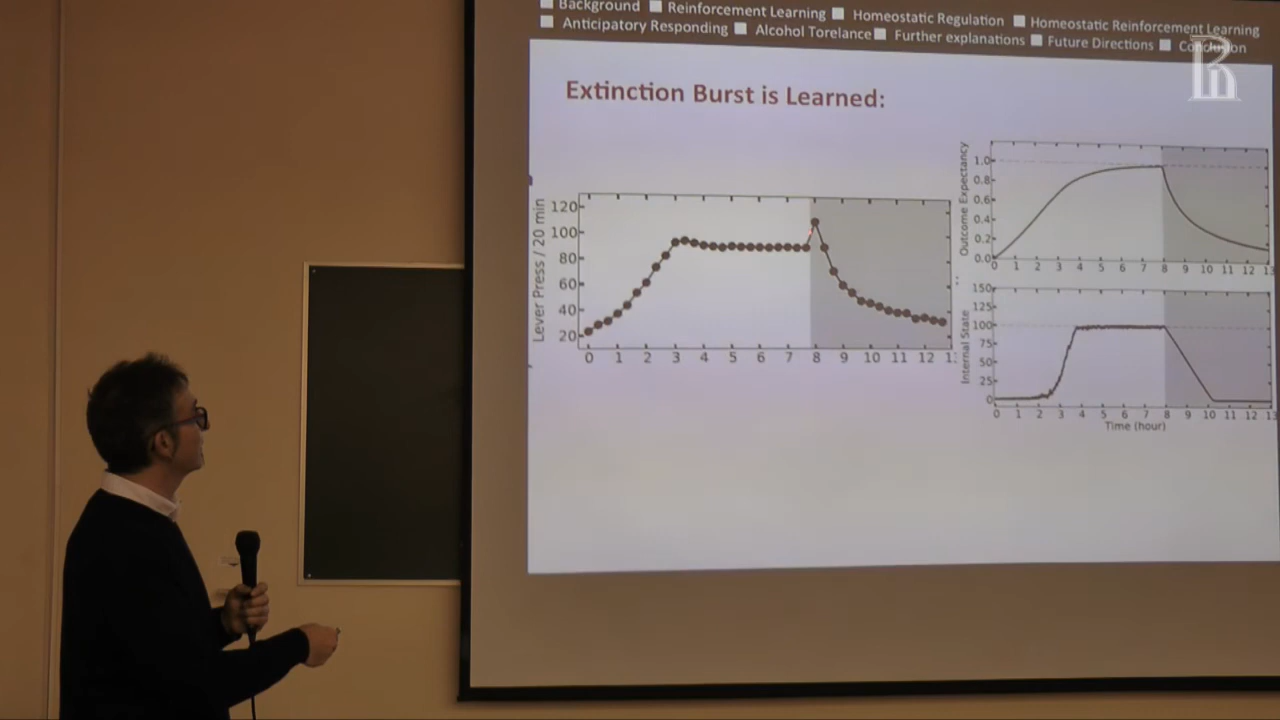 Background Reinforcement Learning Homeostatic Regulation Homeostatic Reinforcement Learning
Anticipatory Responding Alcohol Torelance Further explanations Future Directions Conclusion
Extinction Burst is Learned:
Lever Press / 20 min
120
100
80
60
40
20
0 1 2 3 4 5 6 7 8 9 10 11 12 1
Outcome Expectancy
1.0
0.8
0.6
0.4
0.2
0.0
0 1 2 3 4 5 6 7 8 9 10 11 12 13
Internal State
150
125
100
75
50
25
0
0 1 2 3 4 5 6 7 8 9 10 11 12 13
Time (hour)